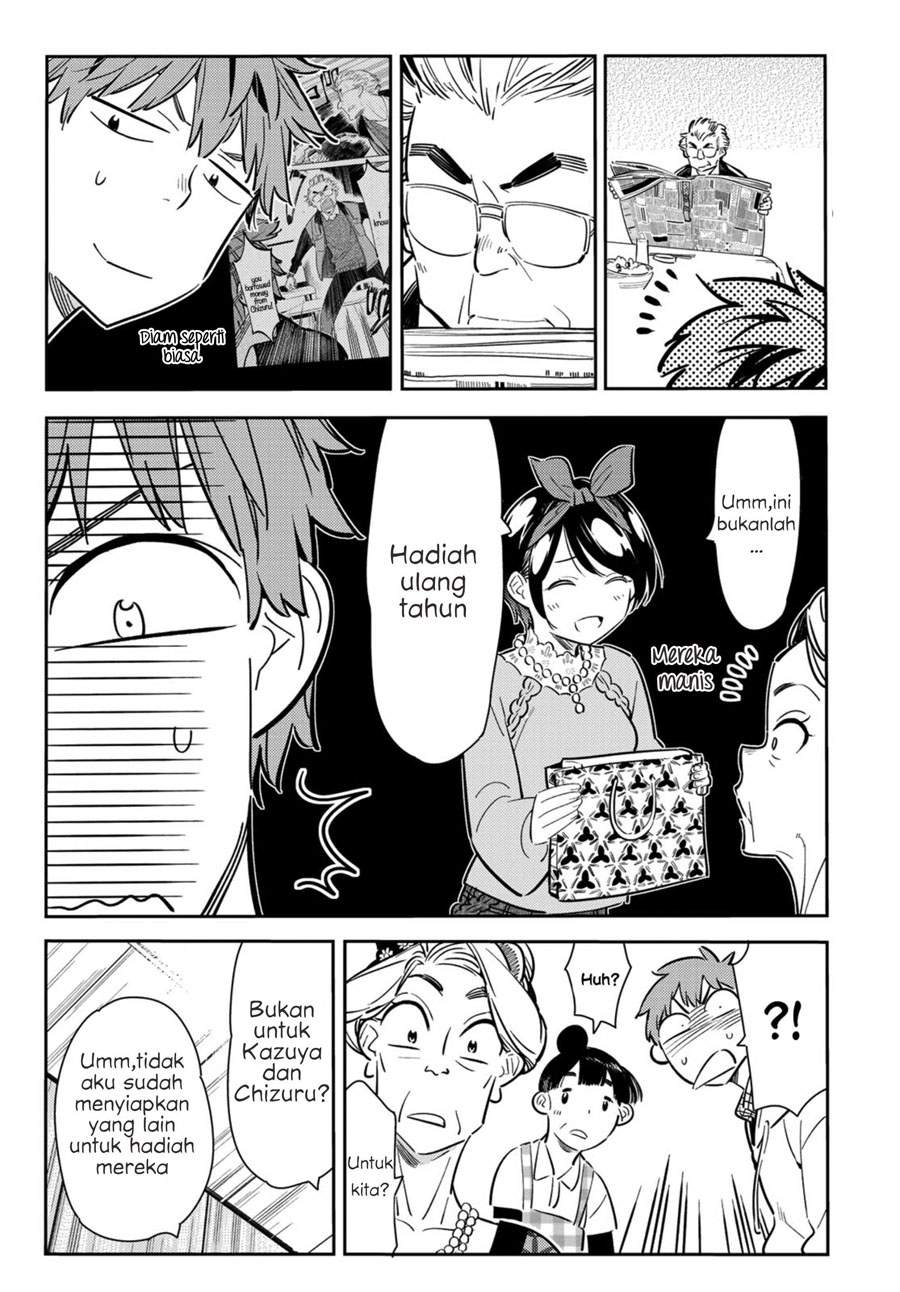 I know
you
borrowed
money
from
Chizuru!
Diam seperti
biasa
Umm,ini
bukanlah
...
Mereka
manis
Hadiah
ulang
tahun
?!
Huh?
Untuk
kita?
Bukan
untuk
Kazuya
dan
Chizuru?
Umm,tidak
aku sudah
menyiapkan
yang lain
untuk hadiah
mereka